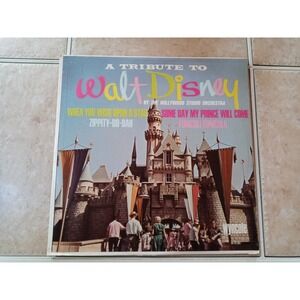 A TRIBUTE TO
Walt Disney
BY THE HOLLYWOOD STUDIO ORCHESTRA
WHEN YOU WISH UPON A STAR SOME DAY MY PRINCE WILL COME
ZIPPITY-DO-DAH